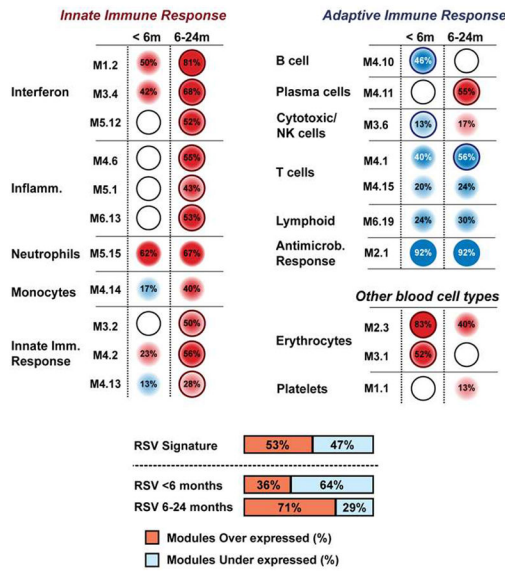 Innate Immune Response
< 6m 6-24m
Interferon
M1.2 50% 81%
M3.4 42% 68%
M5.12 52%
Inflamm.
M4.6 55%
M5.1 43%
M6.13 53%
Neutrophils M5.15 62% 67%
Monocytes M4.14 17% 40%
Innate Imm.
Response
M3.2 50%
M4.2 23% 56%
M4.13 13% 28%
Adaptive Immune Response
< 6m 6-24m
B cell M4.10 46%
Plasma cells M4.11 55%
Cytotoxic/
NK cells
M3.6 13% 17%
T cells
M4.1 40% 56%
M4.15 20% 24%
Lymphoid M6.19 24% 30%
Antimicrob.
Response
M2.1 92% 92%
Other blood cell types
Erythrocytes
M2.3 83% 40%
M3.1 52%
Platelets M1.1 13%
RSV Signature 53% 47%
RSV <6 months 36% 64%
RSV 6-24 months 71% 29%
Modules Over expressed (%)
Modules Under expressed (%)